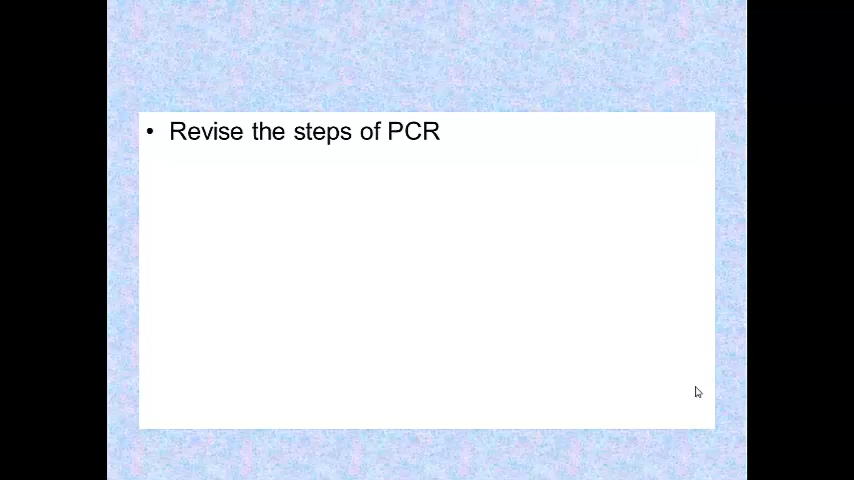 • Revise the steps of PCR